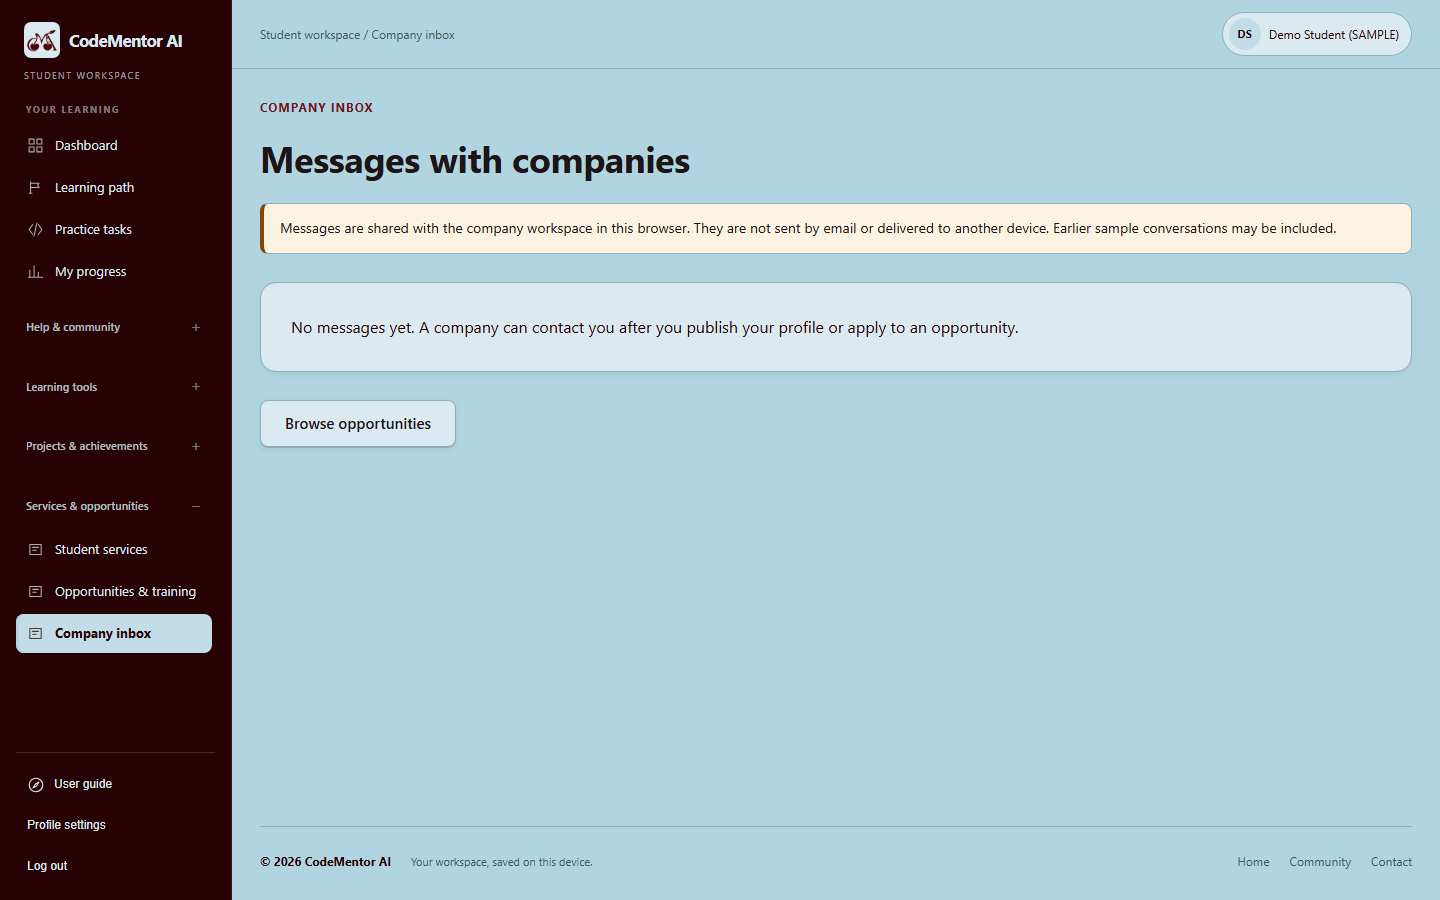 CodeMentor AI
STUDENT WORKSPACE
YOUR LEARNING
Dashboard
Learning path
Practice tasks
My progress
Help & community +
Learning tools +
Projects & achievements +
Services & opportunities −
Student services
Opportunities & training
Company inbox
User guide
Profile settings
Log out
Student workspace / Company inbox
DS Demo Student (SAMPLE)
COMPANY INBOX
Messages with companies
Messages are shared with the company workspace in this browser. They are not sent by email or delivered to another device. Earlier sample conversations may be included.
No messages yet. A company can contact you after you publish your profile or apply to an opportunity.
Browse opportunities
© 2026 CodeMentor AI Your workspace, saved on this device. Home Community Contact